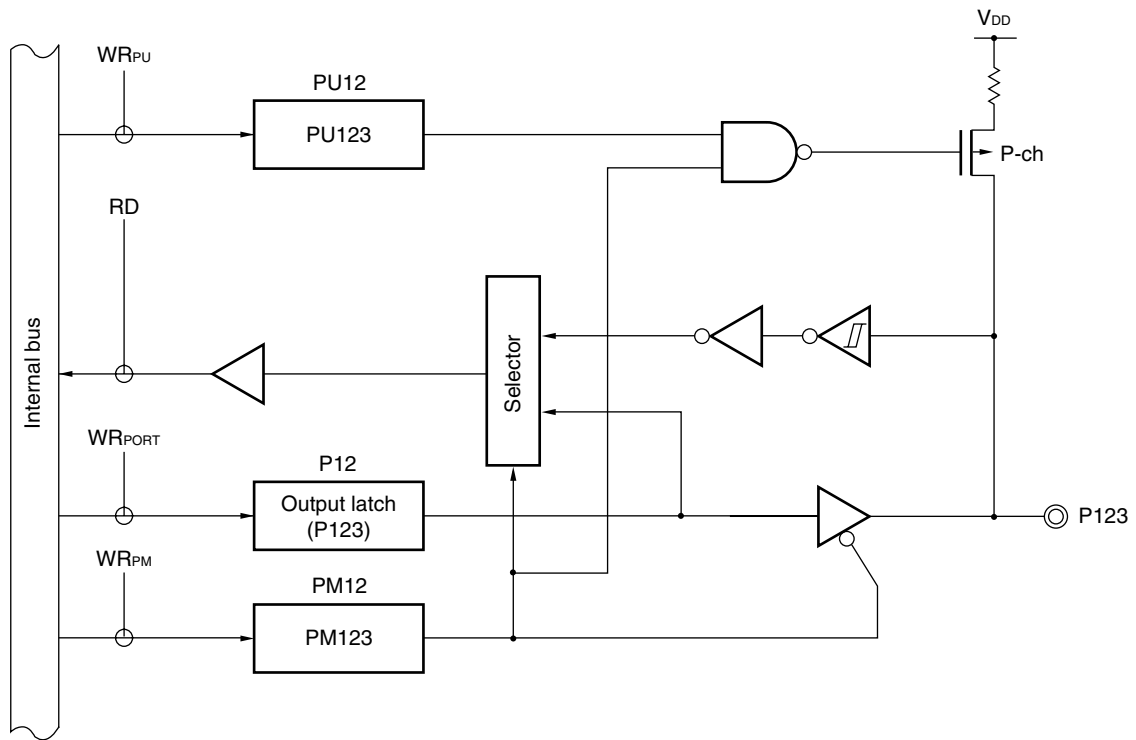 VDD
WRPU
PU12
PU123
P-ch
RD
Internal bus
Selector
WRPORT
P12
Output latch
(P123)
P123
WRPM
PM12
PM123